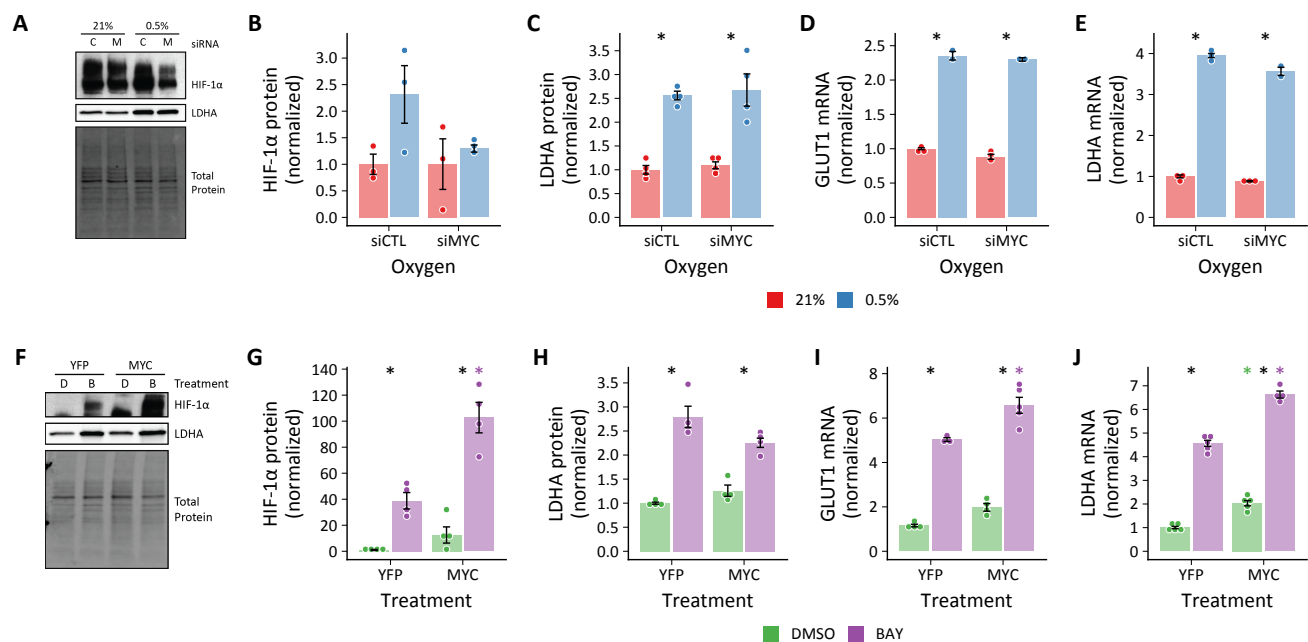 A
21% 0.5%
C M C M siRNA
HIF-1α
LDHA
Total
Protein
B
HIF-1α protein
(normalized)
3.0
2.5
2.0
1.5
1.0
0.5
0.0
siCTL siMYC
Oxygen
C
LDHA protein
(normalized)
* *
3.5
3.0
2.5
2.0
1.5
1.0
0.5
0.0
siCTL siMYC
Oxygen
D
GLUT1 mRNA
(normalized)
* *
2.5
2.0
1.5
1.0
0.5
0.0
siCTL siMYC
Oxygen
E
LDHA mRNA
(normalized)
* *
4
3
2
1
0
siCTL siMYC
Oxygen
21% 0.5%
F
YFP MYC
D B D B Treatment
HIF-1α
LDHA
Total
Protein
G
HIF-1α protein
(normalized)
* * *
140
120
100
80
60
40
20
0
YFP MYC
Treatment
H
LDHA protein
(normalized)
* *
3.5
3.0
2.5
2.0
1.5
1.0
0.5
0.0
YFP MYC
Treatment
I
GLUT1 mRNA
(normalized)
* * *
8
6
4
2
0
YFP MYC
Treatment
J
LDHA mRNA
(normalized)
* * * *
7
6
5
4
3
2
1
0
YFP MYC
Treatment
DMSO BAY